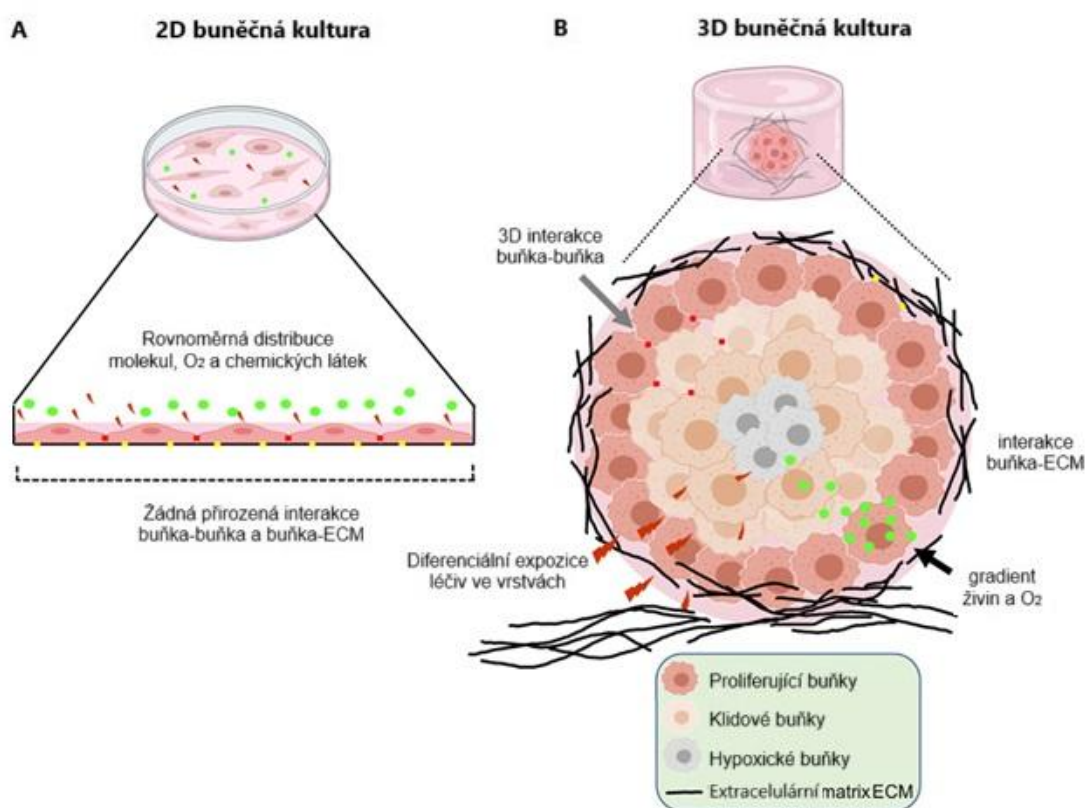 A
2D buněčná kultura
Rovnoměrná distribuce
molekul, O₂ a chemických látek
Žádná přirozená interakce
buňka-buňka a buňka-ECM
B
3D buněčná kultura
3D interakce
buňka-buňka
interakce
buňka-ECM
Diferenciální expozice
léčiv ve vrstvách
gradient
živin a O₂
Proliferující buňky
Klidové buňky
Hypoxické buňky
Extracelulární matrix ECM